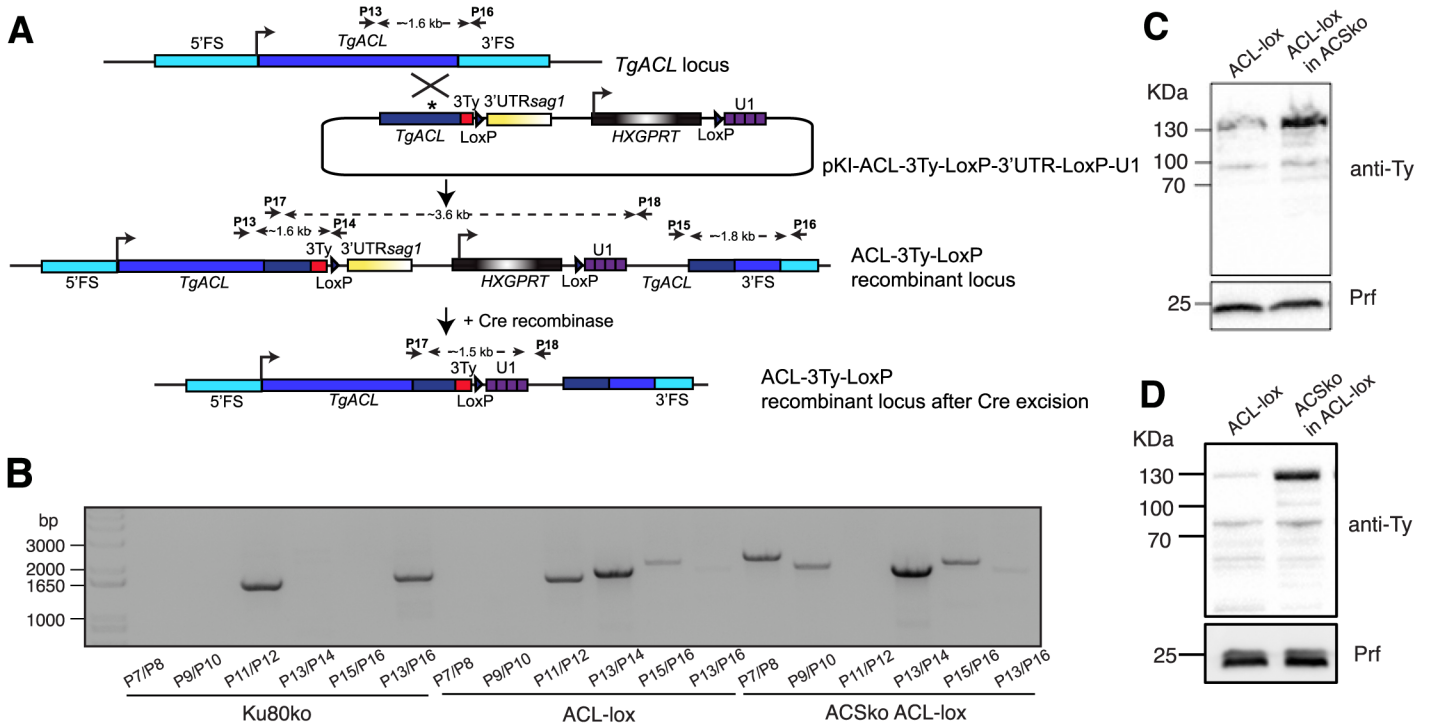 A
P13 ~1.6 kb P16
5'FS TgACL 3'FS
TgACL locus
* 3Ty 3'UTRsag1 U1
TgACL LoxP HXGPRT LoxP
pKI-ACL-3Ty-LoxP-3'UTR-LoxP-U1
P17 ~3.6 kb P18
P13 ~1.6 kb P14 P15 ~1.8 kb P16
3Ty 3'UTRsag1 U1
5'FS TgACL LoxP HXGPRT LoxP TgACL 3'FS
ACL-3Ty-LoxP
recombinant locus
+ Cre recombinase
P17 ~1.5 kb P18
3Ty U1
5'FS TgACL LoxP 3'FS
ACL-3Ty-LoxP
recombinant locus after Cre excision
B
bp
3000
2000
1650
1000
P7/P8 P9/P10 P11/P12 P13/P14 P15/P16 P13/P16 P7/P8 P9/P10 P11/P12 P13/P14 P15/P16 P13/P16 P7/P8 P9/P10 P11/P12 P13/P14 P15/P16 P13/P16
Ku80ko ACL-lox ACSko ACL-lox
C
ACL-lox
ACL-lox
in ACSko
KDa
130
100
70
anti-Ty
25
Prf
D
ACL-lox
ACSko
in ACL-lox
KDa
130
100
70
anti-Ty
25
Prf